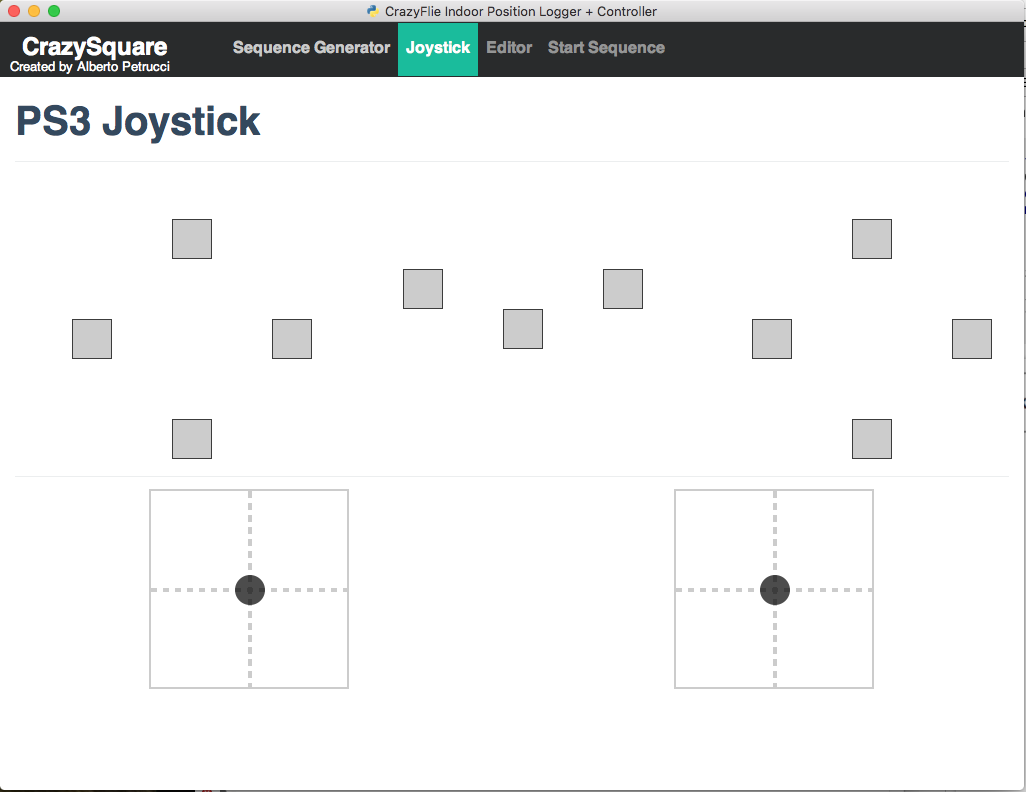 CrazyFlie Indoor Position Logger + Controller
CrazySquare
Created by Alberto Petrucci
Sequence Generator Joystick Editor Start Sequence
PS3 Joystick